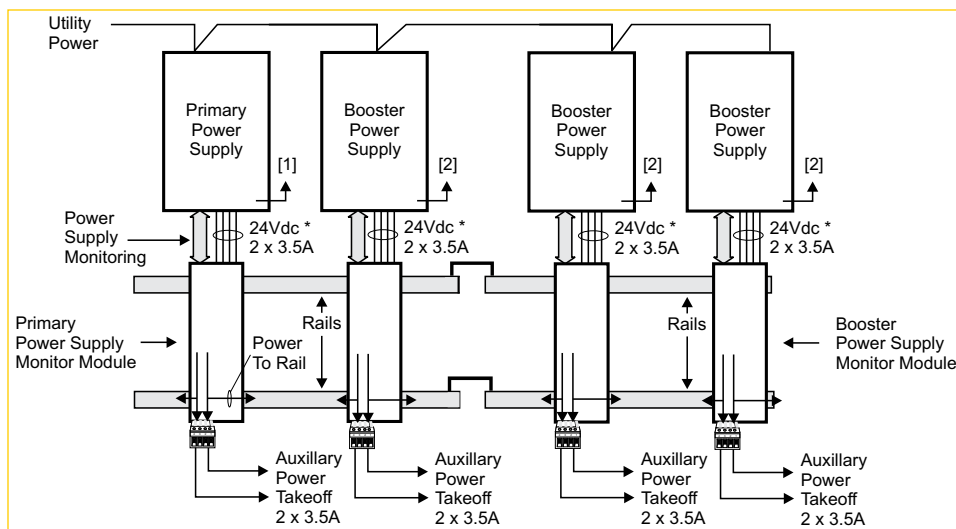 Utility
Power
Primary
Power
Supply
[1]
Booster
Power
Supply
[2]
Booster
Power
Supply
[2]
Booster
Power
Supply
[2]
Power
Supply
Monitoring
24Vdc *
2 x 3.5A
24Vdc *
2 x 3.5A
24Vdc *
2 x 3.5A
24Vdc *
2 x 3.5A
Primary
Power Supply
Monitor Module
Rails
Power
To Rail
Rails
Booster
Power Supply
Monitor Module
Auxillary
Power
Takeoff
2 x 3.5A
Auxillary
Power
Takeoff
2 x 3.5A
Auxillary
Power
Takeoff
2 x 3.5A
Auxillary
Power
Takeoff
2 x 3.5A